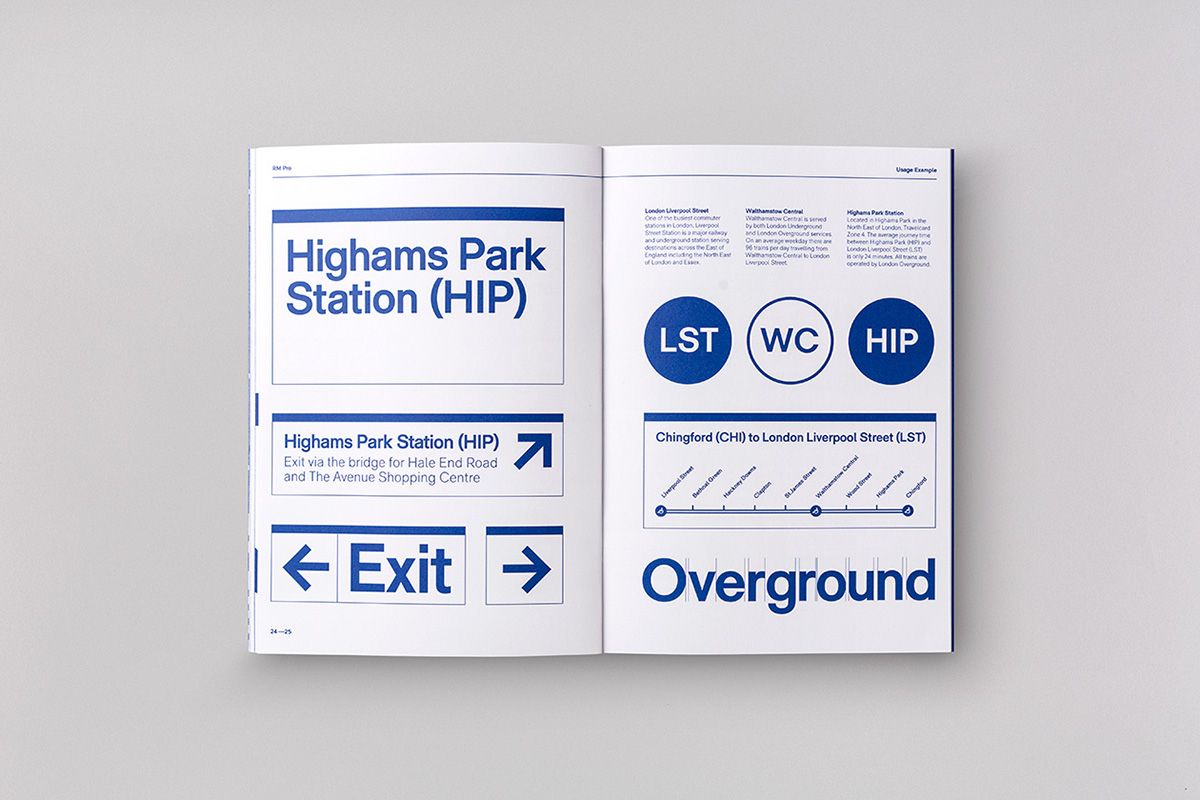 RM Pro
Highams Park
Station (HIP)
Highams Park Station (HIP)
Exit via the bridge for Hale End Road
and The Avenue Shopping Centre
Exit
24—25
Usage Example
London Liverpool Street
One of the busiest commuter
stations in London, Liverpool
Street Station is a major railway
and underground station serving
destinations across the East of
England including the North East
of London and Essex.
Walthamstow Central
Walthamstow Central is served
by both London Underground
and London Overground services.
On an average weekday there are
96 trains per day travelling from
Walthamstow Central to London
Liverpool Street.
Highams Park Station
Located in Highams Park in the
North East of London, Travelcard
Zone 4. The average journey time
between Highams Park (HIP) and
London Liverpool Street (LST)
is only 24 minutes. All trains are
operated by London Overground.
LST
WC
HIP
Chingford (CHI) to London Liverpool Street (LST)
Liverpool Street
Bethnal Green
Hackney Downs
Clapton
St.James Street
Walthamstow Central
Wood Street
Highams Park
Chingford
Overground